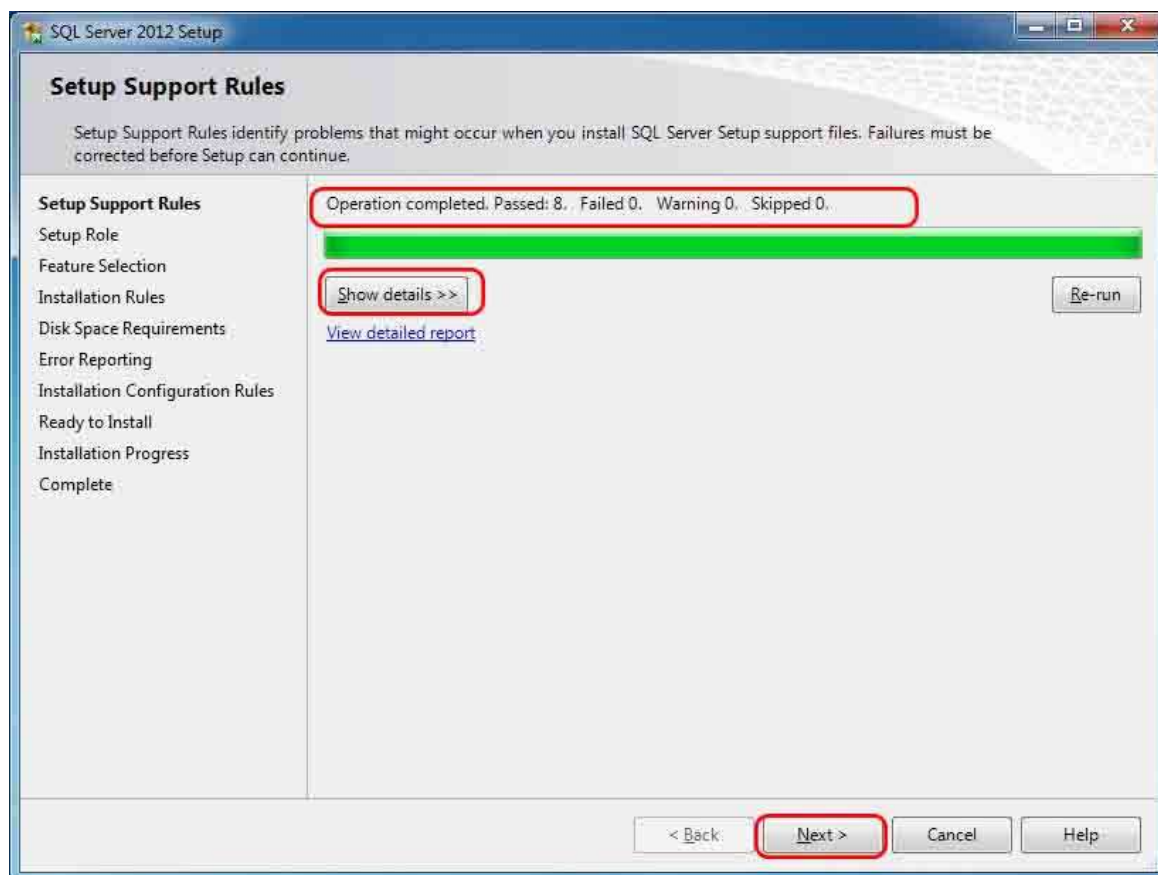 SQL Server 2012 Setup
Setup Support Rules
Setup Support Rules identify problems that might occur when you install SQL Server Setup support files. Failures must be
corrected before Setup can continue.
Setup Support Rules
Setup Role
Feature Selection
Installation Rules
Disk Space Requirements
Error Reporting
Installation Configuration Rules
Ready to Install
Installation Progress
Complete
Operation completed. Passed: 8. Failed 0. Warning 0. Skipped 0.
Show details >>
Re-run
View detailed report
< Back
Next >
Cancel
Help